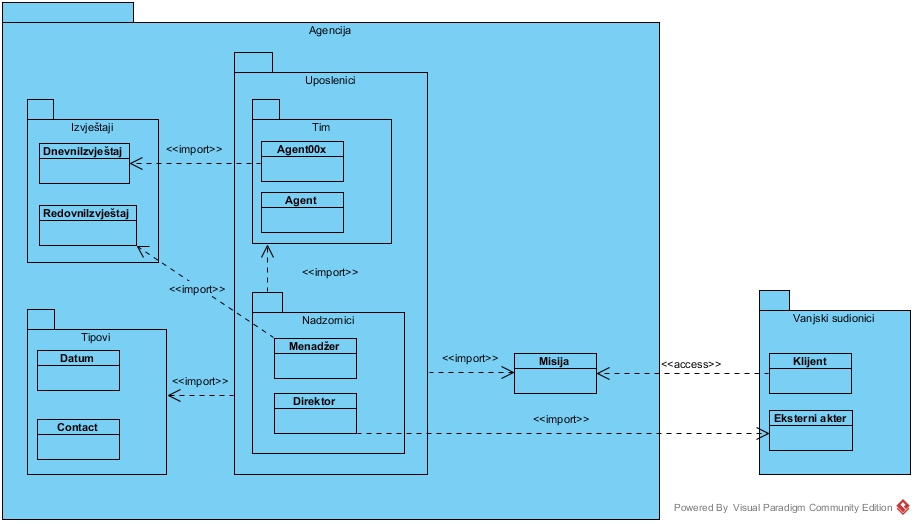 Agencija
Uposlenici
Izvještaji
Tim
DnevniIzvještaj
<<import>>
Agent00x
RedovniIzvještaj
Agent
<<import>>
<<import>>
Nadzornici
Vanjski sudionici
Tipovi
Menadžer
Datum
<<import>>
Misija
<<access>>
Klijent
<<import>>
Direktor
<<import>>
Eksterni akter
Contact
Powered By Visual Paradigm Community Edition